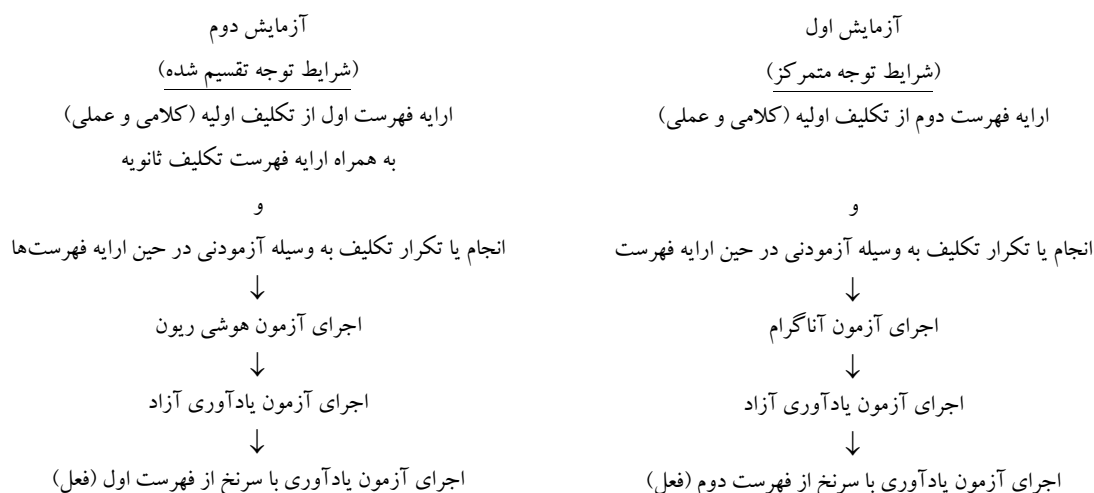 آزمایش اول
(شرایط توجه متمرکز)
ارایه فهرست دوم از تکلیف اولیه (کلامی و عملی)
و
انجام یا تکرار تکلیف به وسیله آزمودنی در حین ارایه فهرست
↓
اجرای آزمون آناگرام
↓
اجرای آزمون یادآوری آزاد
↓
اجرای آزمون یادآوری با سرنخ از فهرست دوم (فعل)
آزمایش دوم
(شرایط توجه تقسیم شده)
ارایه فهرست اول از تکلیف اولیه (کلامی و عملی)
به همراه ارایه فهرست تکلیف ثانویه
و
انجام یا تکرار تکلیف به وسیله آزمودنی در حین ارایه فهرست‌ها
↓
اجرای آزمون هوشی ریون
↓
اجرای آزمون یادآوری آزاد
↓
اجرای آزمون یادآوری با سرنخ از فهرست اول (فعل)